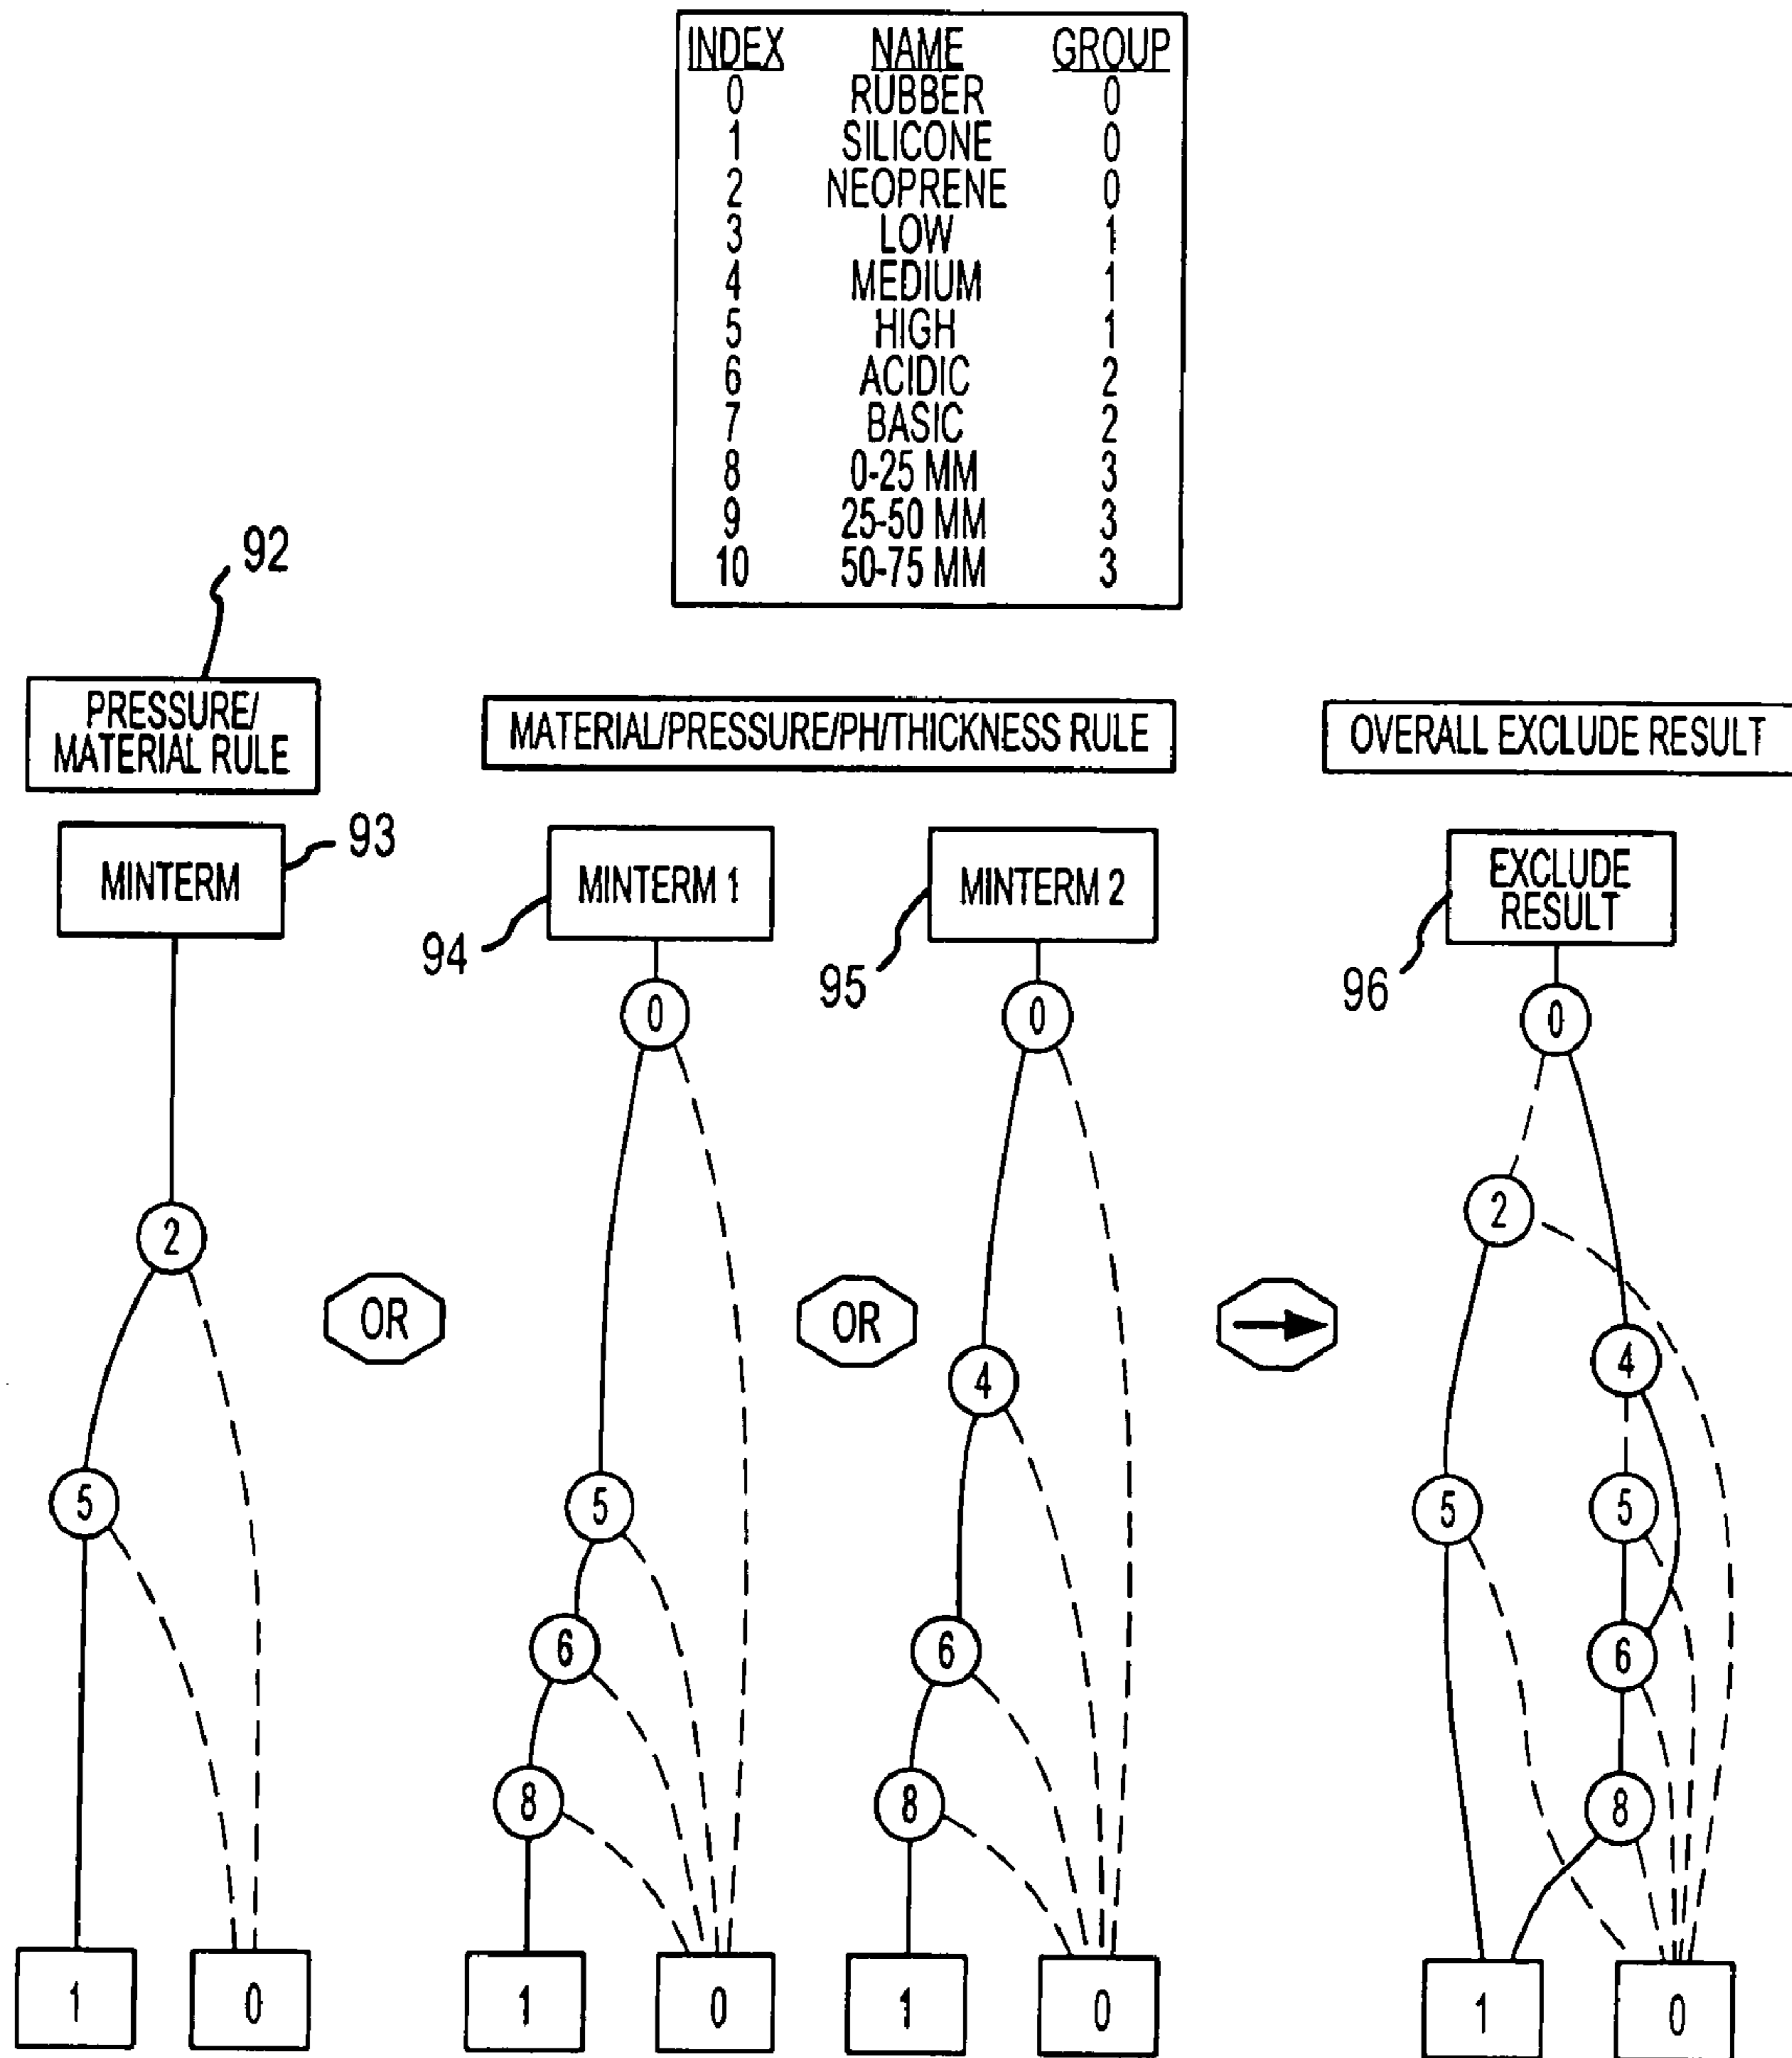 INDEX NAME GROUP
0 RUBBER 0
1 SILICONE 0
2 NEOPRENE 0
3 LOW 1
4 MEDIUM 1
5 HIGH 1
6 ACIDIC 2
7 BASIC 2
8 0-25 MM 3
9 25-50 MM 3
10 50-75 MM 3
92
PRESSURE/
MATERIAL RULE
MATERIAL/PRESSURE/PH/THICKNESS RULE
OVERALL EXCLUDE RESULT
MINTERM
93
MINTERM 1
94
MINTERM 2
95
EXCLUDE
RESULT
96
2
5
1
0
OR
0
5
6
8
1
0
OR
0
4
6
8
1
0
0
2
4
5
5
6
8
1
0